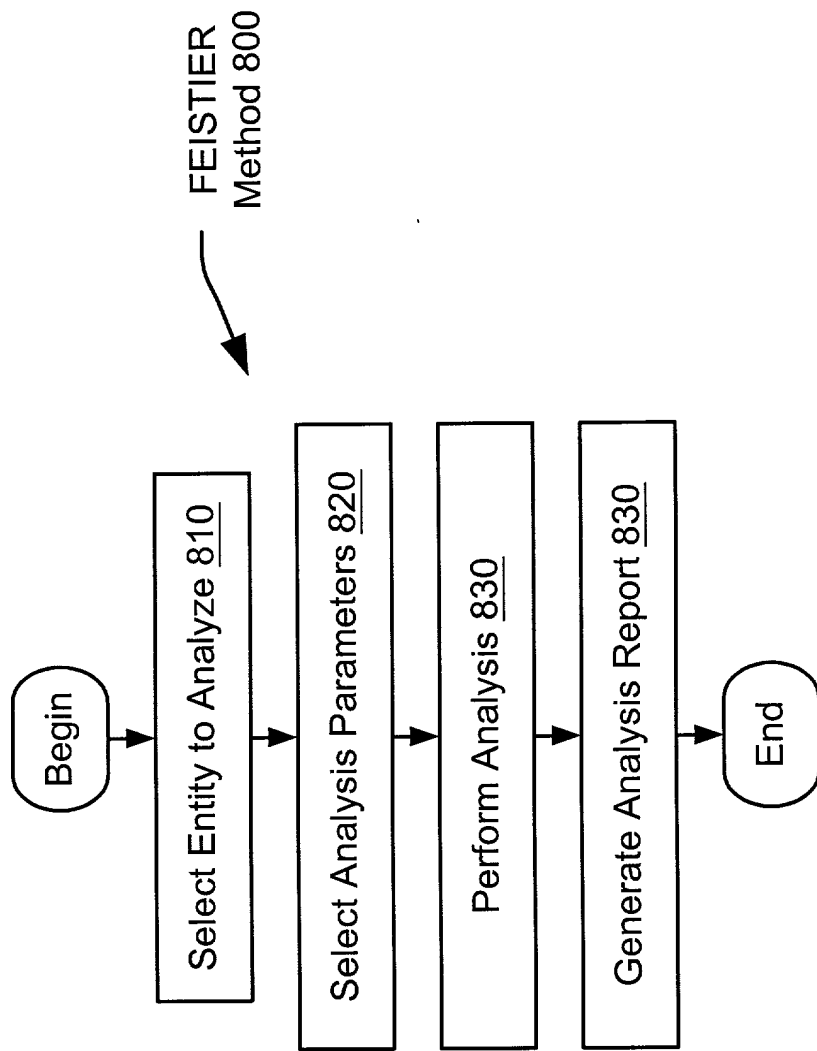 FEISTIER
Method 800
Begin
Select Entity to Analyze 810
Select Analysis Parameters 820
Perform Analysis 830
Generate Analysis Report 830
End